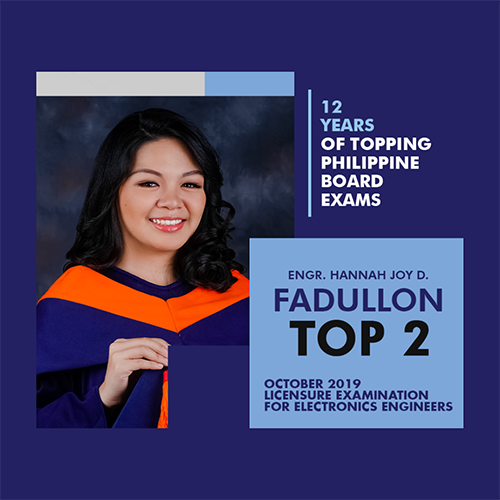 12
YEARS
OF TOPPING
PHILIPPINE
BOARD
EXAMS
ENGR. HANNAH JOY D.
FADULLON
TOP 2
OCTOBER 2019
LICENSURE EXAMINATION
FOR ELECTRONICS ENGINEERS